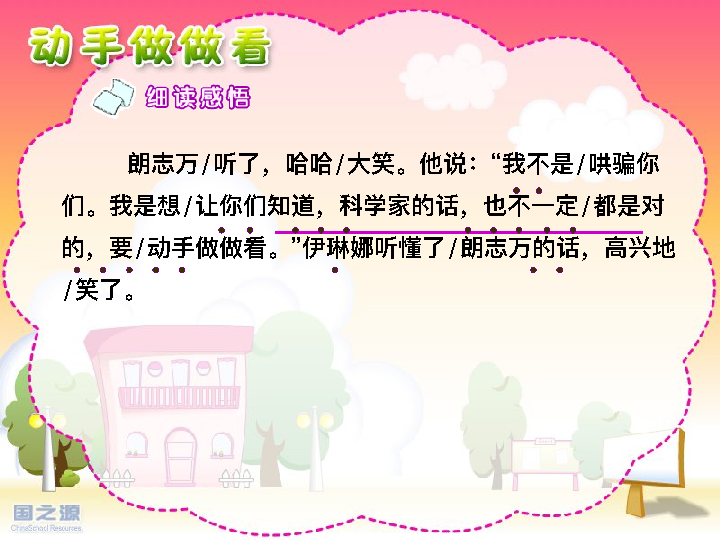 动手做做看
细读感悟
朗志万/听了，哈哈/大笑。他说：“我不是/哄骗你
们。我是想/让你们知道，科学家的话，也不一定/都是对
的，要/动手做做看。”伊琳娜听懂了/朗志万的话，高兴地
/笑了。
国之源
ChinaSchool Resources